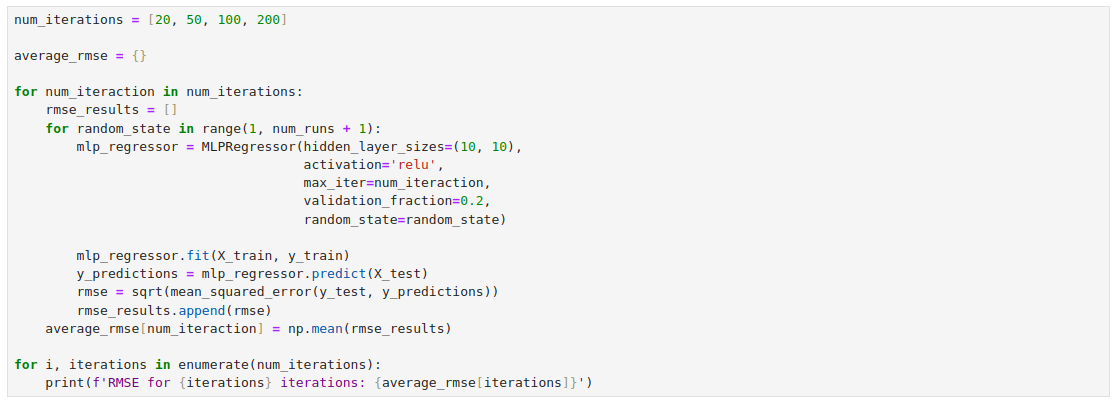 num_iterations = [20, 50, 100, 200]

average_rmse = {}

for num_iteraction in num_iterations:
    rmse_results = []
    for random_state in range(1, num_runs + 1):
        mlp_regressor = MLPRegressor(hidden_layer_sizes=(10, 10),
                                     activation='relu',
                                     max_iter=num_iteraction,
                                     validation_fraction=0.2,
                                     random_state=random_state)

        mlp_regressor.fit(X_train, y_train)
        y_predictions = mlp_regressor.predict(X_test)
        rmse = sqrt(mean_squared_error(y_test, y_predictions))
        rmse_results.append(rmse)
    average_rmse[num_iteraction] = np.mean(rmse_results)

for i, iterations in enumerate(num_iterations):
    print(f'RMSE for {iterations} iterations: {average_rmse[iterations]}')